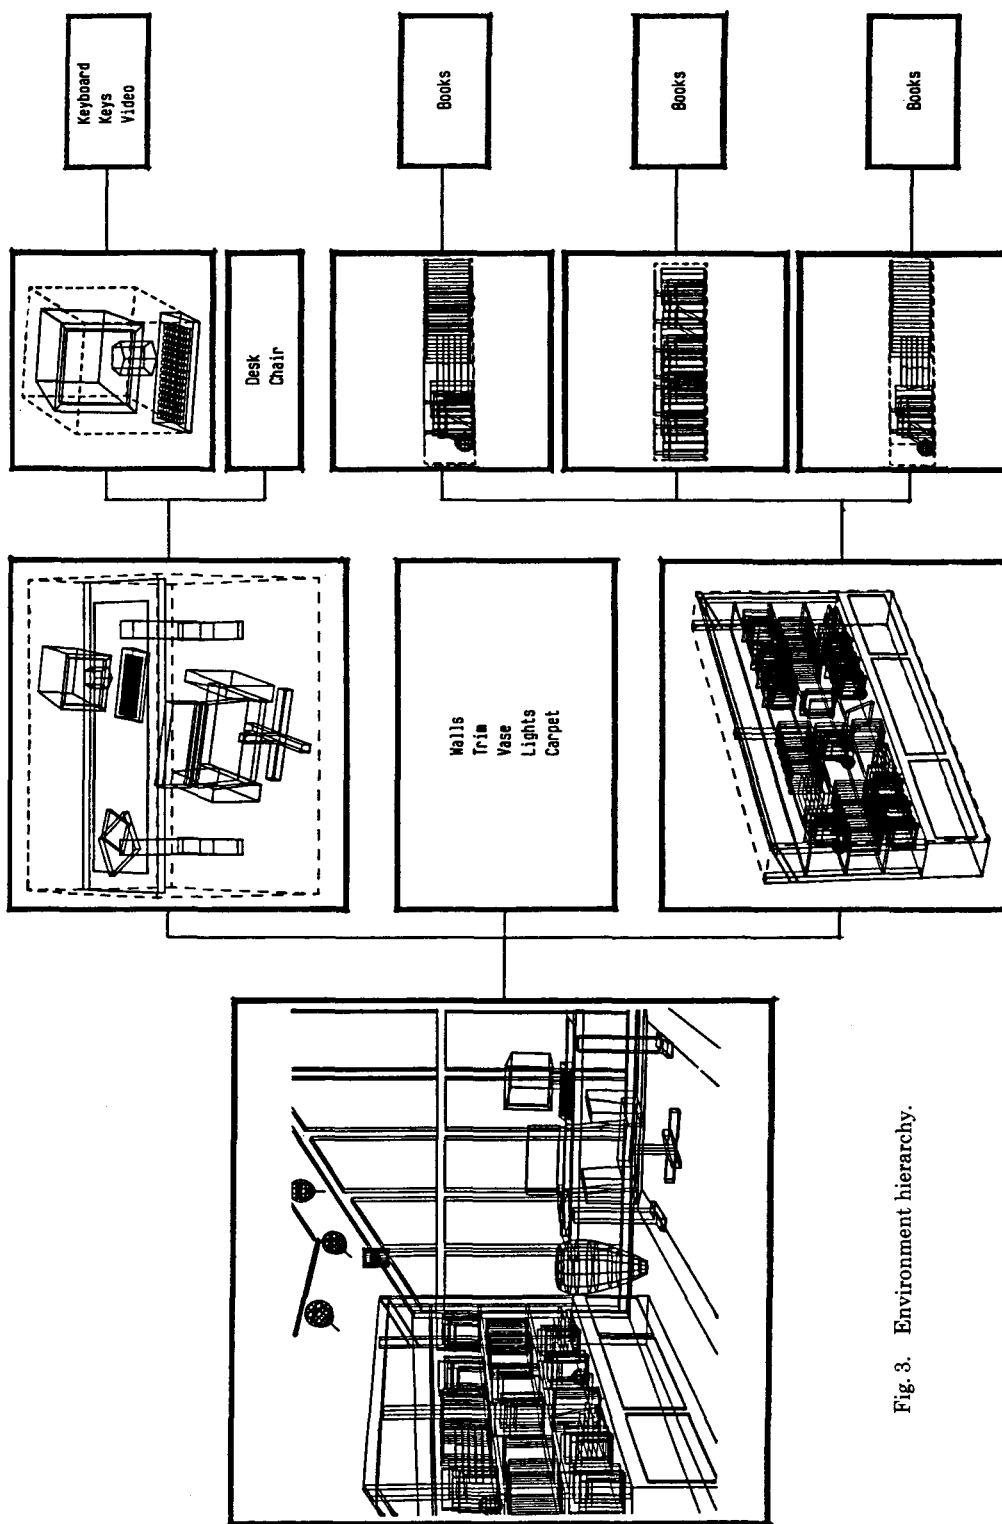 Keyboard
Keys
Video
Books
Books
Books
Desk
Chair
Walls
Trim
Vase
Lights
Carpet
Fig. 3. Environment hierarchy.